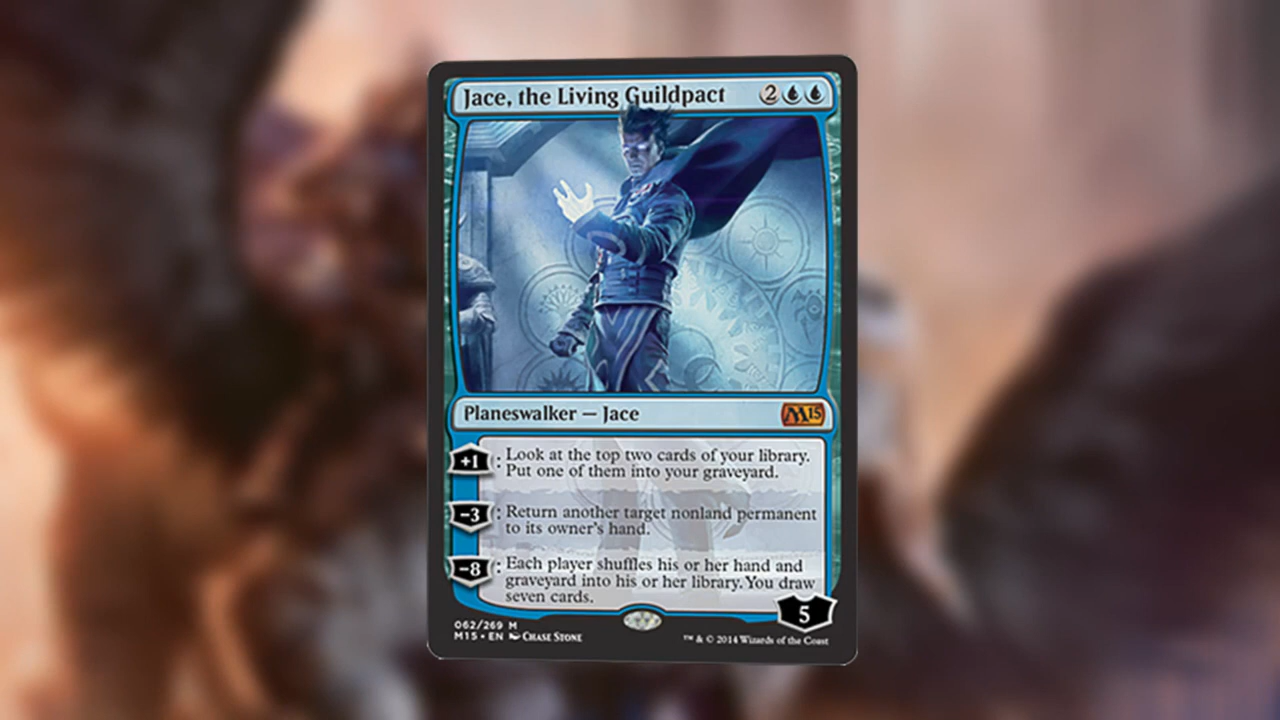 Jace, the Living Guildpact 2
Planeswalker — Jace M15
+1: Look at the top two cards of your library.
Put one of them into your graveyard.
-3: Return another target nonland permanent
to its owner's hand.
-8: Each player shuffles his or her hand and
graveyard into his or her library. You draw
seven cards.
5
062/269 M
M15 • EN Chase Stone
™ & © 2014 Wizards of the Coast